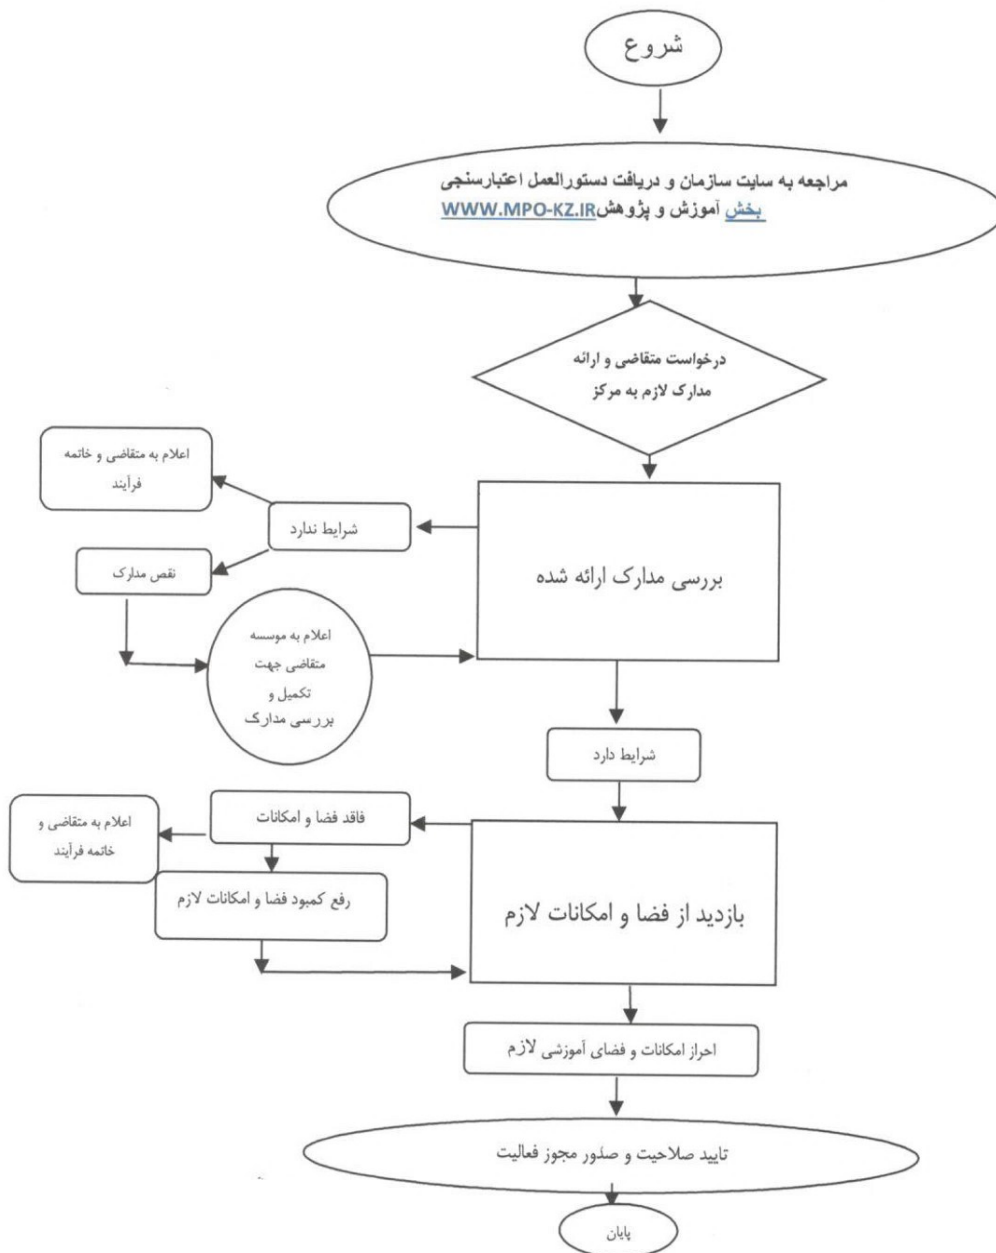 شروع
مراجعه به سایت سازمان و دریافت دستورالعمل اعتبارسنجی
بخش آموزش و پژوهش WWW.MPO-KZ.IR
درخواست متقاضی و ارائه
مدارک لازم به مرکز
اعلام به متقاضی و خاتمه
فرآیند
شرایط ندارد
نقص مدارک
بررسی مدارک ارائه شده
اعلام به موسسه
متقاضی جهت
تکمیل و
بررسی مدارک
شرایط دارد
فاقد فضا و امکانات
اعلام به متقاضی و
خاتمه فرآیند
رفع کمبود فضا و امکانات لازم
بازدید از فضا و امکانات لازم
احراز امکانات و فضای آموزشی لازم
تایید صلاحیت و صدور مجوز فعالیت
پایان